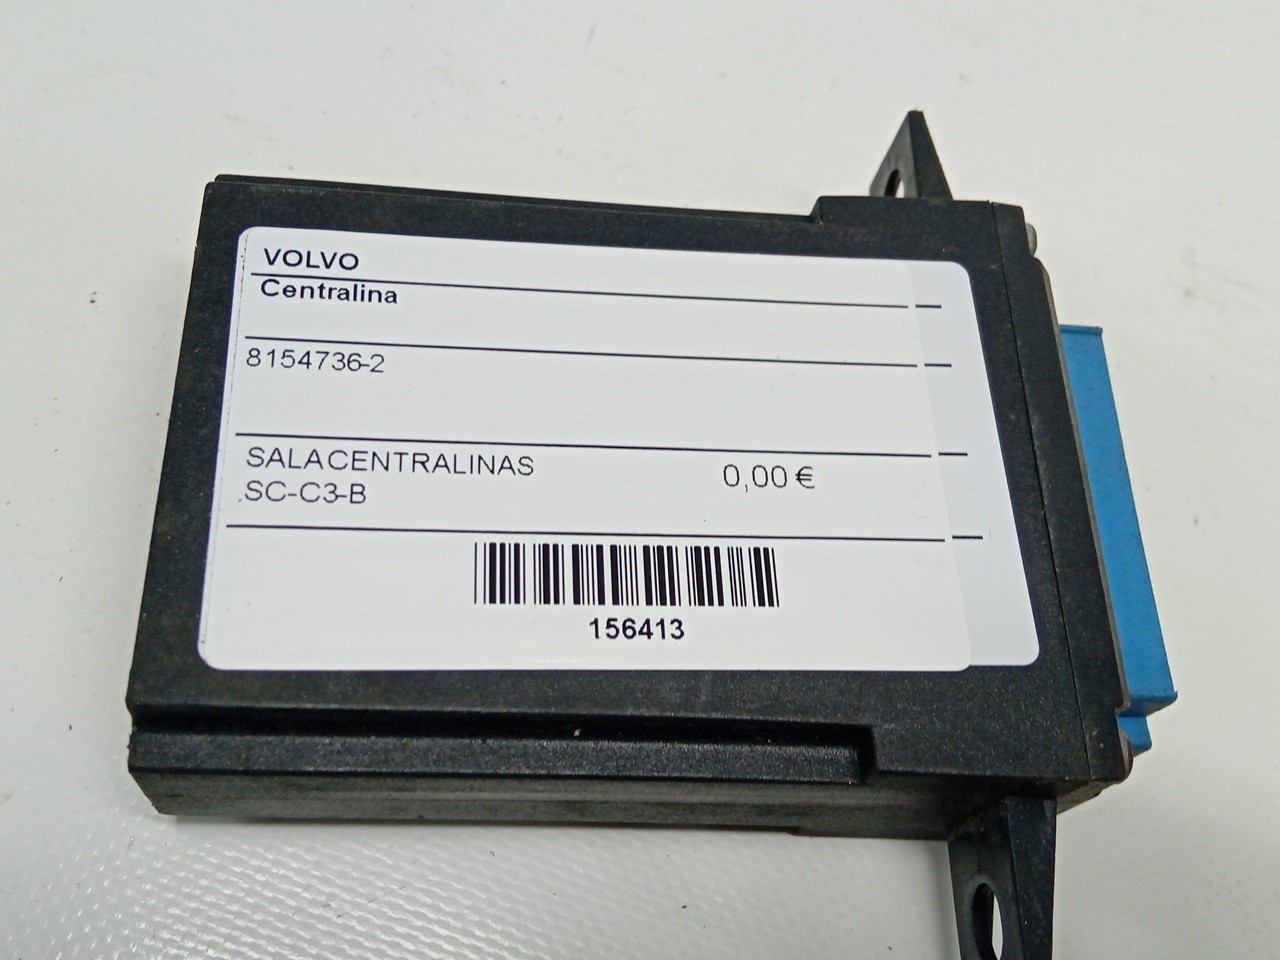 VOLVO
Centralina
8154736-2
SALACENTRALINAS 0,00 €
.SC-C3-B
156413